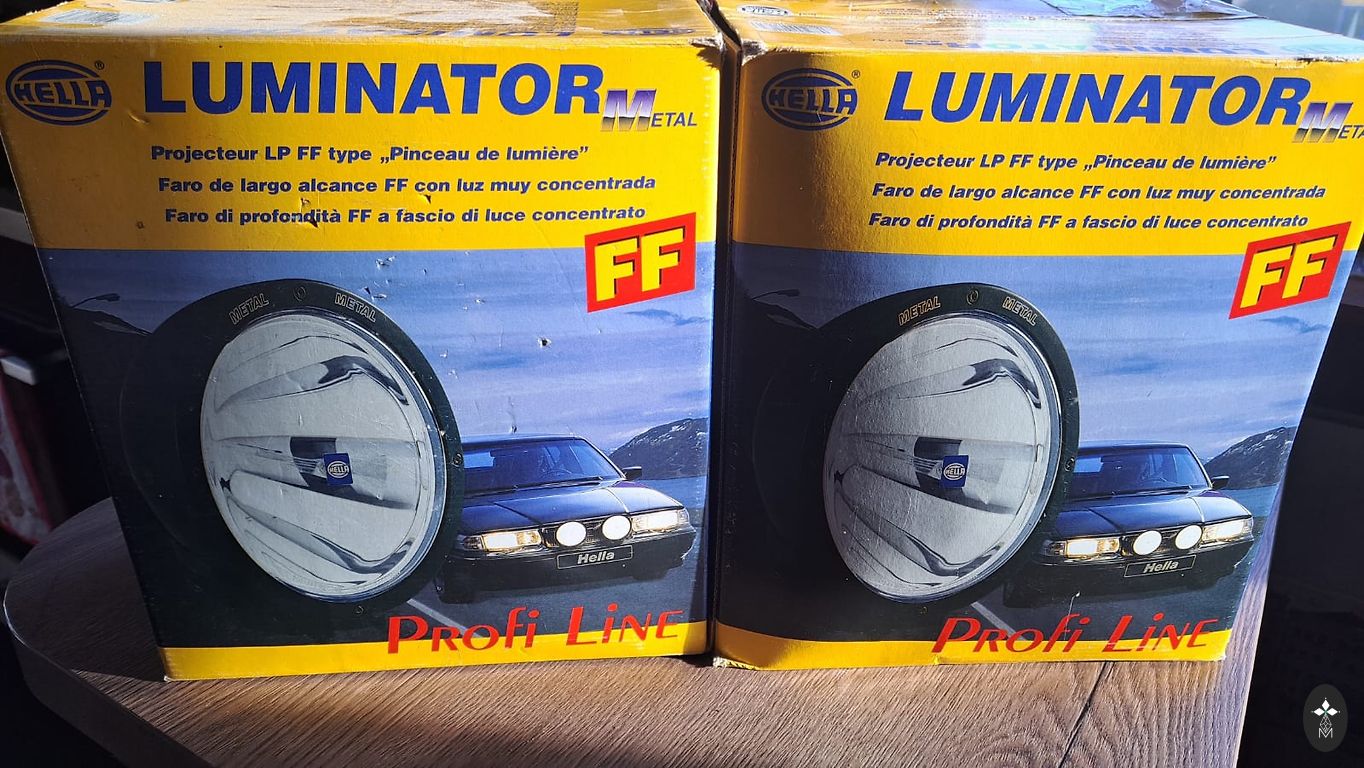 HELLA®
LUMINATOR METAL
Projecteur LP FF type „Pinceau de lumière”
Faro de largo alcance FF con luz muy concentrada
Faro di profondità FF a fascio di luce concentrato
FF
METAL METAL
HELLA
Hella
Profi Line
HELLA®
LUMINATOR META
Projecteur LP FF type „Pinceau de lumière”
Faro de largo alcance FF con luz muy concentrada
Faro di profondità FF a fascio di luce concentrato
FF
METAL METAL
HELLA
Hella
Profi Line
M